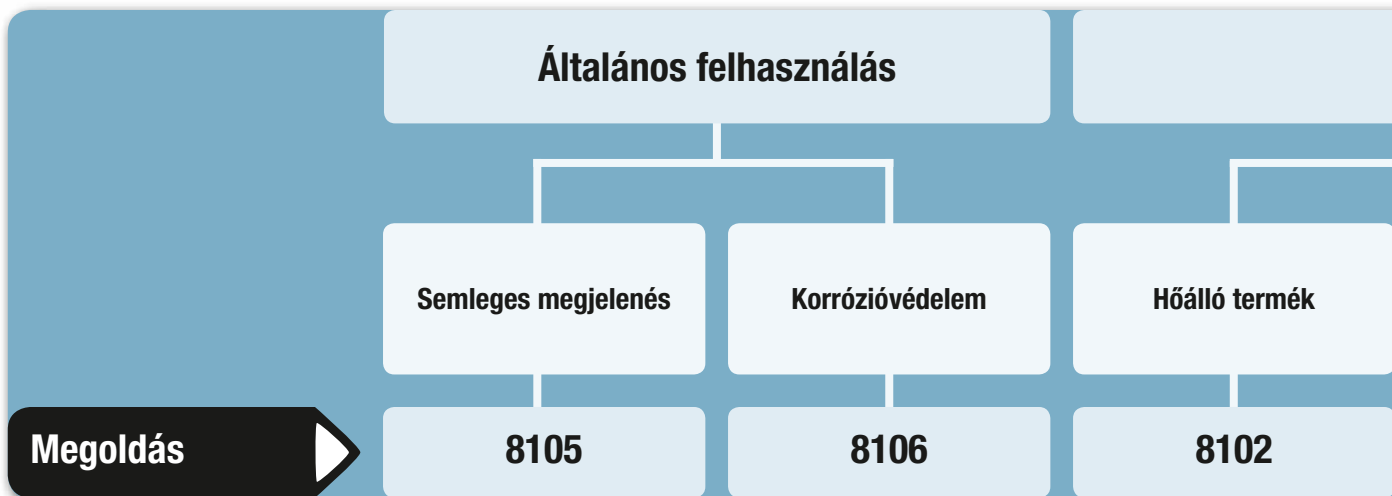 Általános felhasználás
Semleges megjelenés
Korrózióvédelem
Hőálló termék
Megoldás
8105
8106
8102